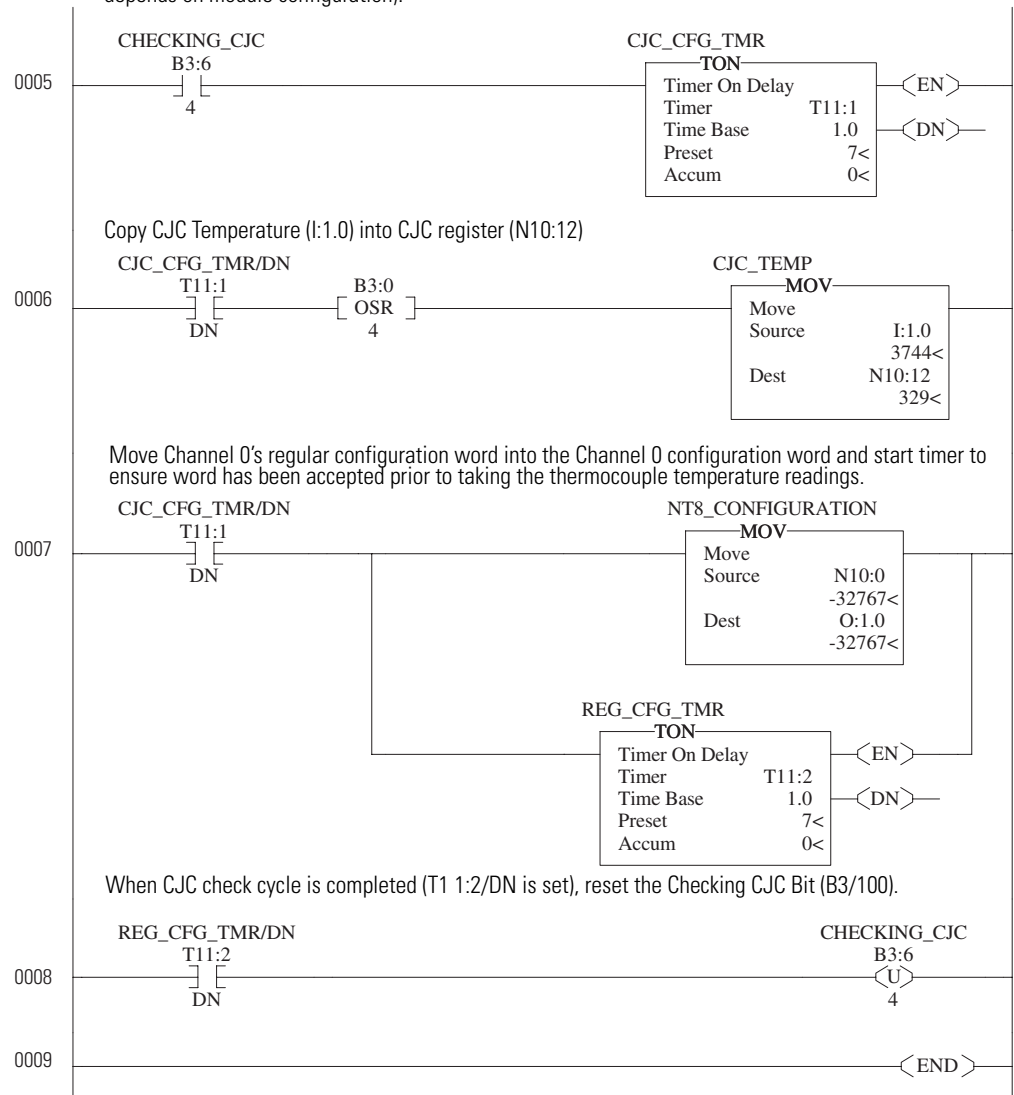 depends on module configuration).
CHECKING_CJC
B3:6
4
0005
CJC_CFG_TMR
TON
Timer On Delay
Timer T11:1
Time Base 1.0
Preset 7<
Accum 0<
EN
DN
Copy CJC Temperature (I:1.0) into CJC register (N10:12)
CJC_CFG_TMR/DN
T11:1
DN
0006
B3:0
OSR
4
CJC_TEMP
MOV
Move
Source I:1.0
3744<
Dest N10:12
329<
Move Channel 0's regular configuration word into the Channel 0 configuration word and start timer to
ensure word has been accepted prior to taking the thermocouple temperature readings.
CJC_CFG_TMR/DN
T11:1
DN
0007
NT8_CONFIGURATION
MOV
Move
Source N10:0
-32767<
Dest O:1.0
-32767<
REG_CFG_TMR
TON
Timer On Delay
Timer T11:2
Time Base 1.0
Preset 7<
Accum 0<
EN
DN
When CJC check cycle is completed (T1 1:2/DN is set), reset the Checking CJC Bit (B3/100).
REG_CFG_TMR/DN
T11:2
DN
0008
CHECKING_CJC
B3:6
U
4
0009
END